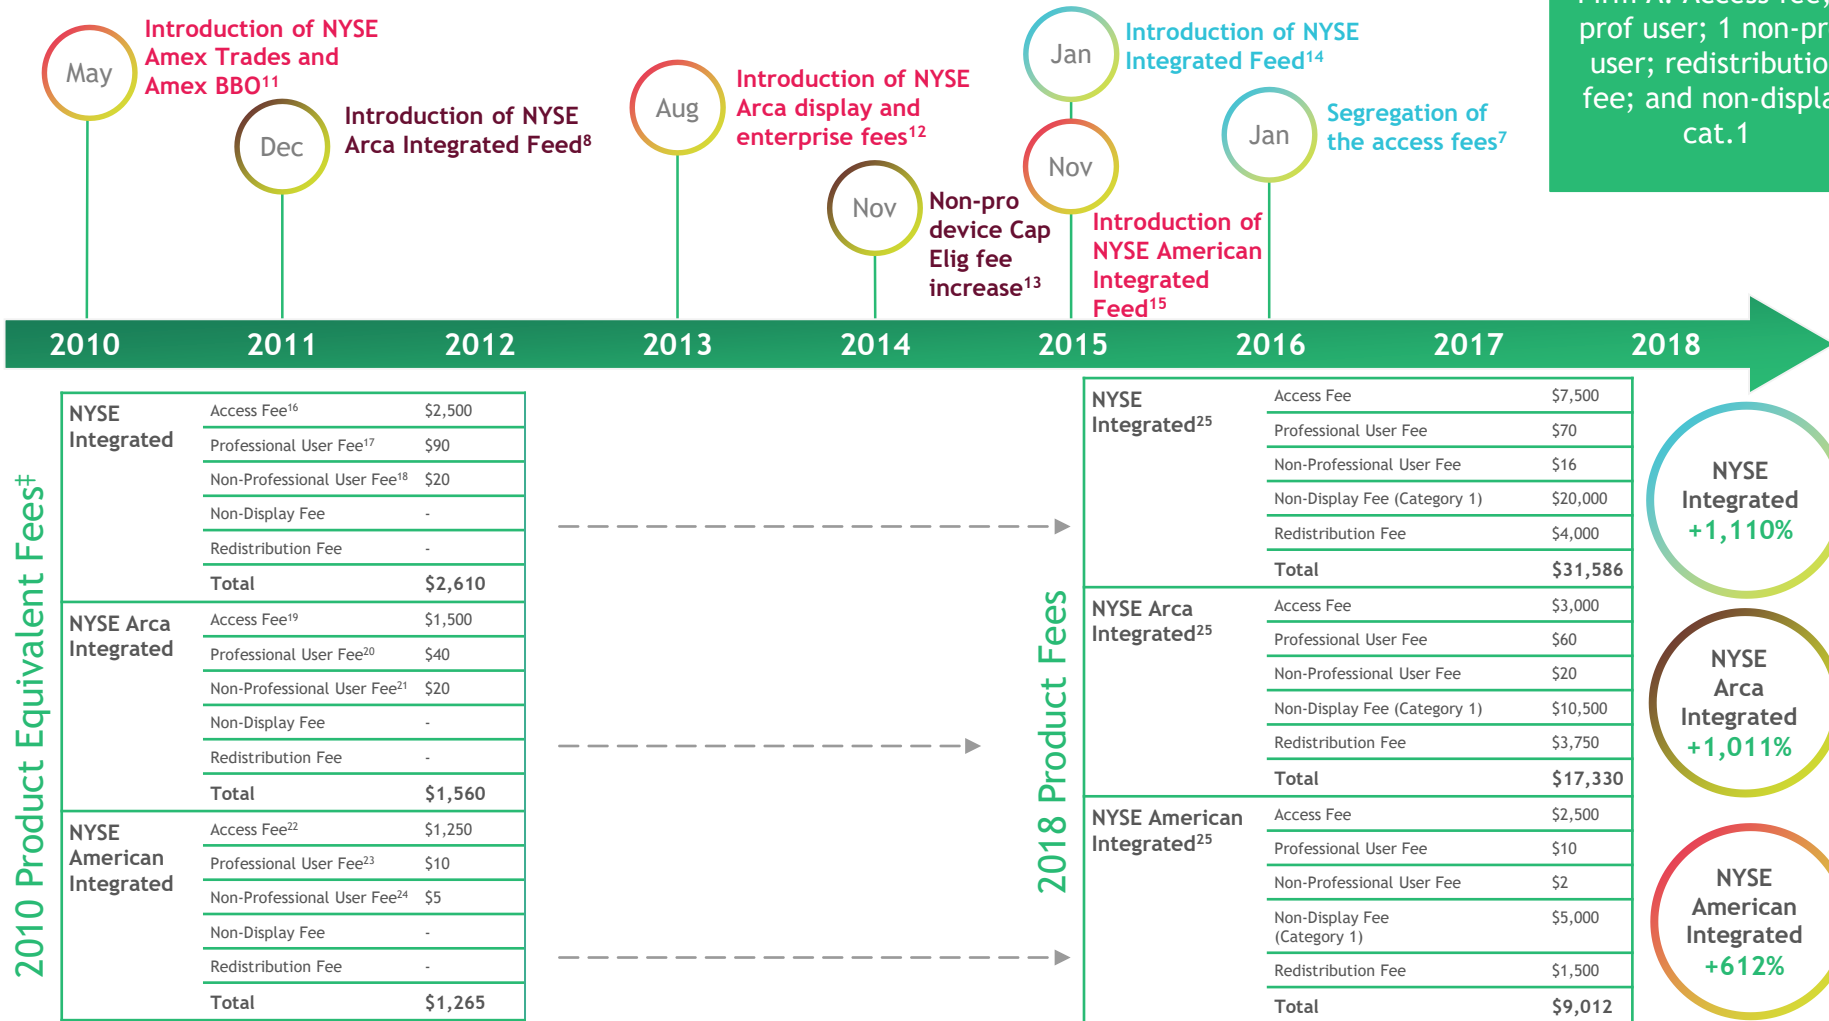 May
Introduction of NYSE
Amex Trades and
Amex BBO11
Dec
Introduction of NYSE
Arca Integrated Feed8
Aug
Introduction of NYSE
Arca display and
enterprise fees12
Nov
Non-pro
device Cap
Elig fee
increase13
Jan
Introduction of NYSE
Integrated Feed14
Nov
Introduction of
NYSE American
Integrated
Feed15
Jan
Segregation of
the access fees7
prof user; 1 non-pr
user; redistributio
fee; and non-displa
cat.1
2010 2011 2012 2013 2014 2015 2016 2017 2018
2010 Product Equivalent Fees‡
NYSE
Integrated
Access Fee16 $2,500
Professional User Fee17 $90
Non-Professional User Fee18 $20
Non-Display Fee -
Redistribution Fee -
Total $2,610
NYSE Arca
Integrated
Access Fee19 $1,500
Professional User Fee20 $40
Non-Professional User Fee21 $20
Non-Display Fee -
Redistribution Fee -
Total $1,560
NYSE
American
Integrated
Access Fee22 $1,250
Professional User Fee23 $10
Non-Professional User Fee24 $5
Non-Display Fee -
Redistribution Fee -
Total $1,265
2018 Product Fees
NYSE
Integrated25
Access Fee $7,500
Professional User Fee $70
Non-Professional User Fee $16
Non-Display Fee (Category 1) $20,000
Redistribution Fee $4,000
Total $31,586
NYSE Arca
Integrated25
Access Fee $3,000
Professional User Fee $60
Non-Professional User Fee $20
Non-Display Fee (Category 1) $10,500
Redistribution Fee $3,750
Total $17,330
NYSE American
Integrated25
Access Fee $2,500
Professional User Fee $10
Non-Professional User Fee $2
Non-Display Fee
(Category 1) $5,000
Redistribution Fee $1,500
Total $9,012
NYSE
Integrated
+1,110%
NYSE
Arca
Integrated
+1,011%
NYSE
American
Integrated
+612%